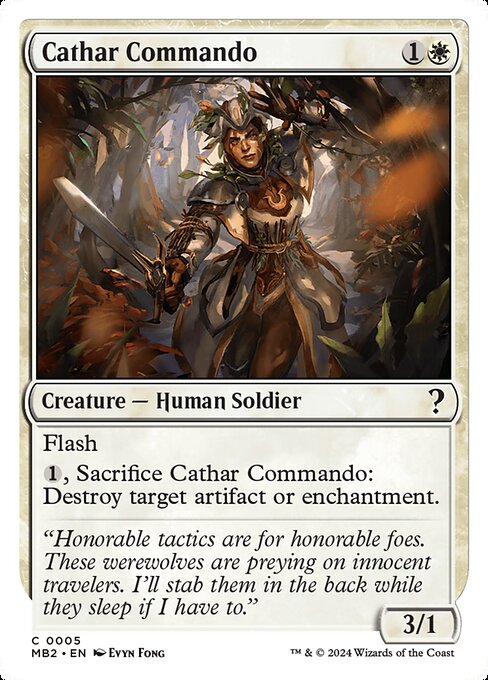 Cathar Commando 1
Creature — Human Soldier ?
Flash
1, Sacrifice Cathar Commando:
Destroy target artifact or enchantment.
“Honorable tactics are for honorable foes.
These werewolves are preying on innocent
travelers. I’ll stab them in the back while
they sleep if I have to.”
3/1
C 0005
MB2 • EN Evyn Fong ™ & © 2024 Wizards of the Coast